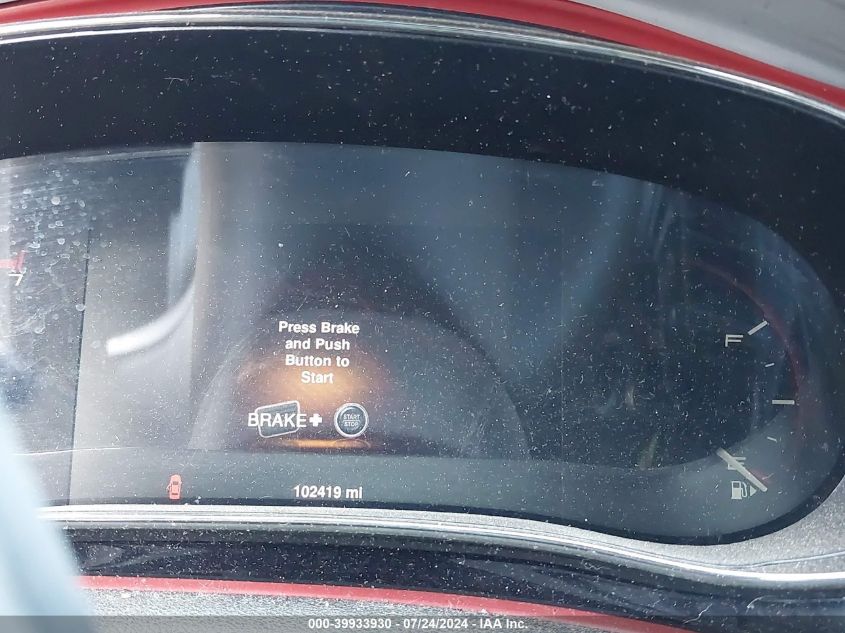 7
Press Brake
and Push
Button to
Start
BRAKE+
START
STOP
102419 mi
F
E
000-39933930 - 07/24/2024 - IAA Inc.